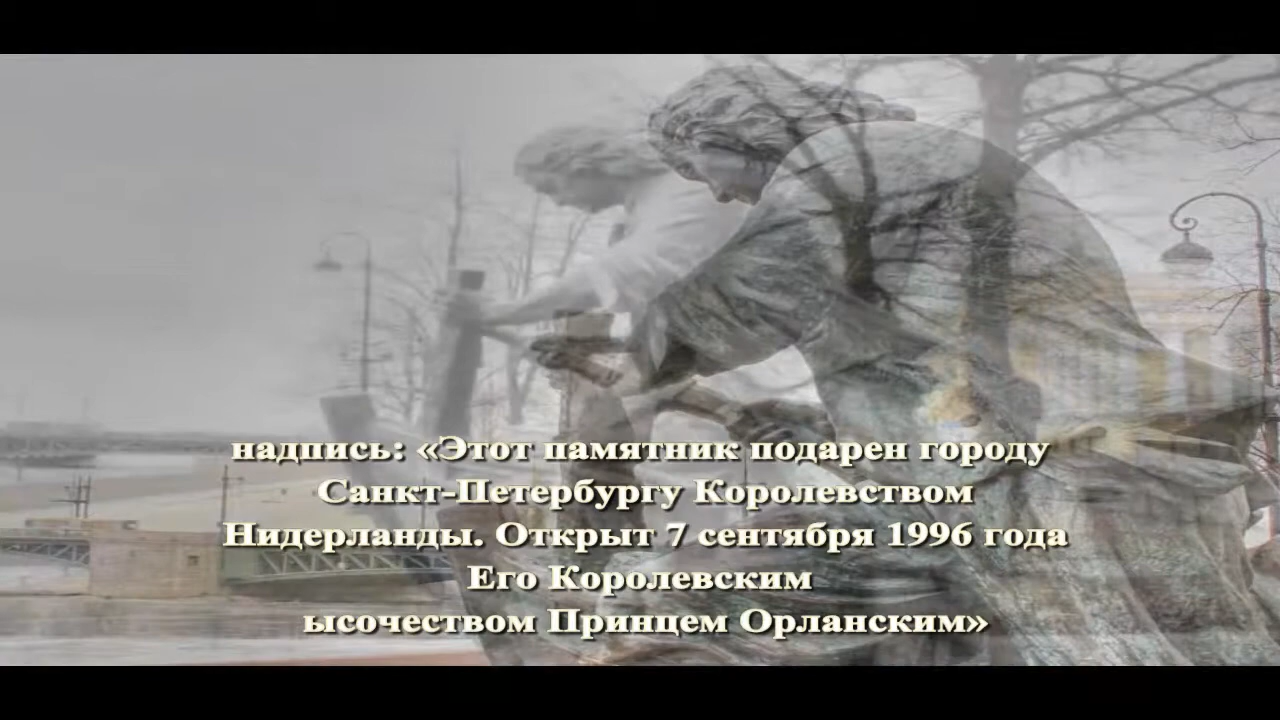 надпись: «Этот памятник подарен городу
Санкт-Петербургу Королевством
Нидерланды. Открыт 7 сентября 1996 года
Его Королевским
ысочеством Принцем Орланским»